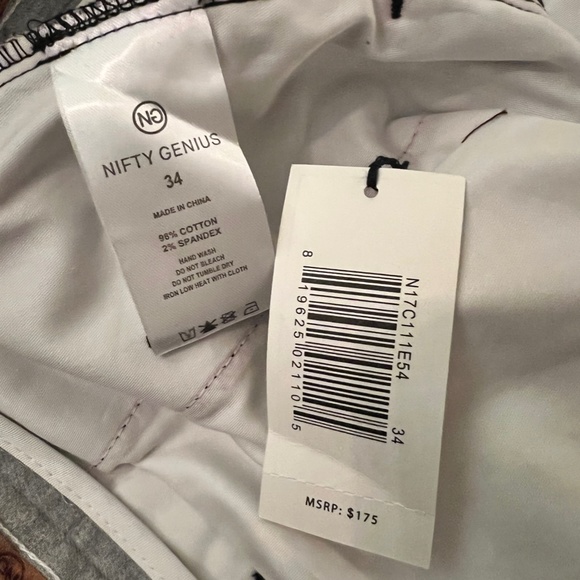 GN
NIFTY GENIUS
34
MADE IN CHINA
98% COTTON
2% SPANDEX
HAND WASH
DO NOT BLEACH
DO NOT TUMBLE DRY
IRON LOW HEAT WITH CLOTH
N17C111E54
34
8 19625 02110 5
MSRP: $175